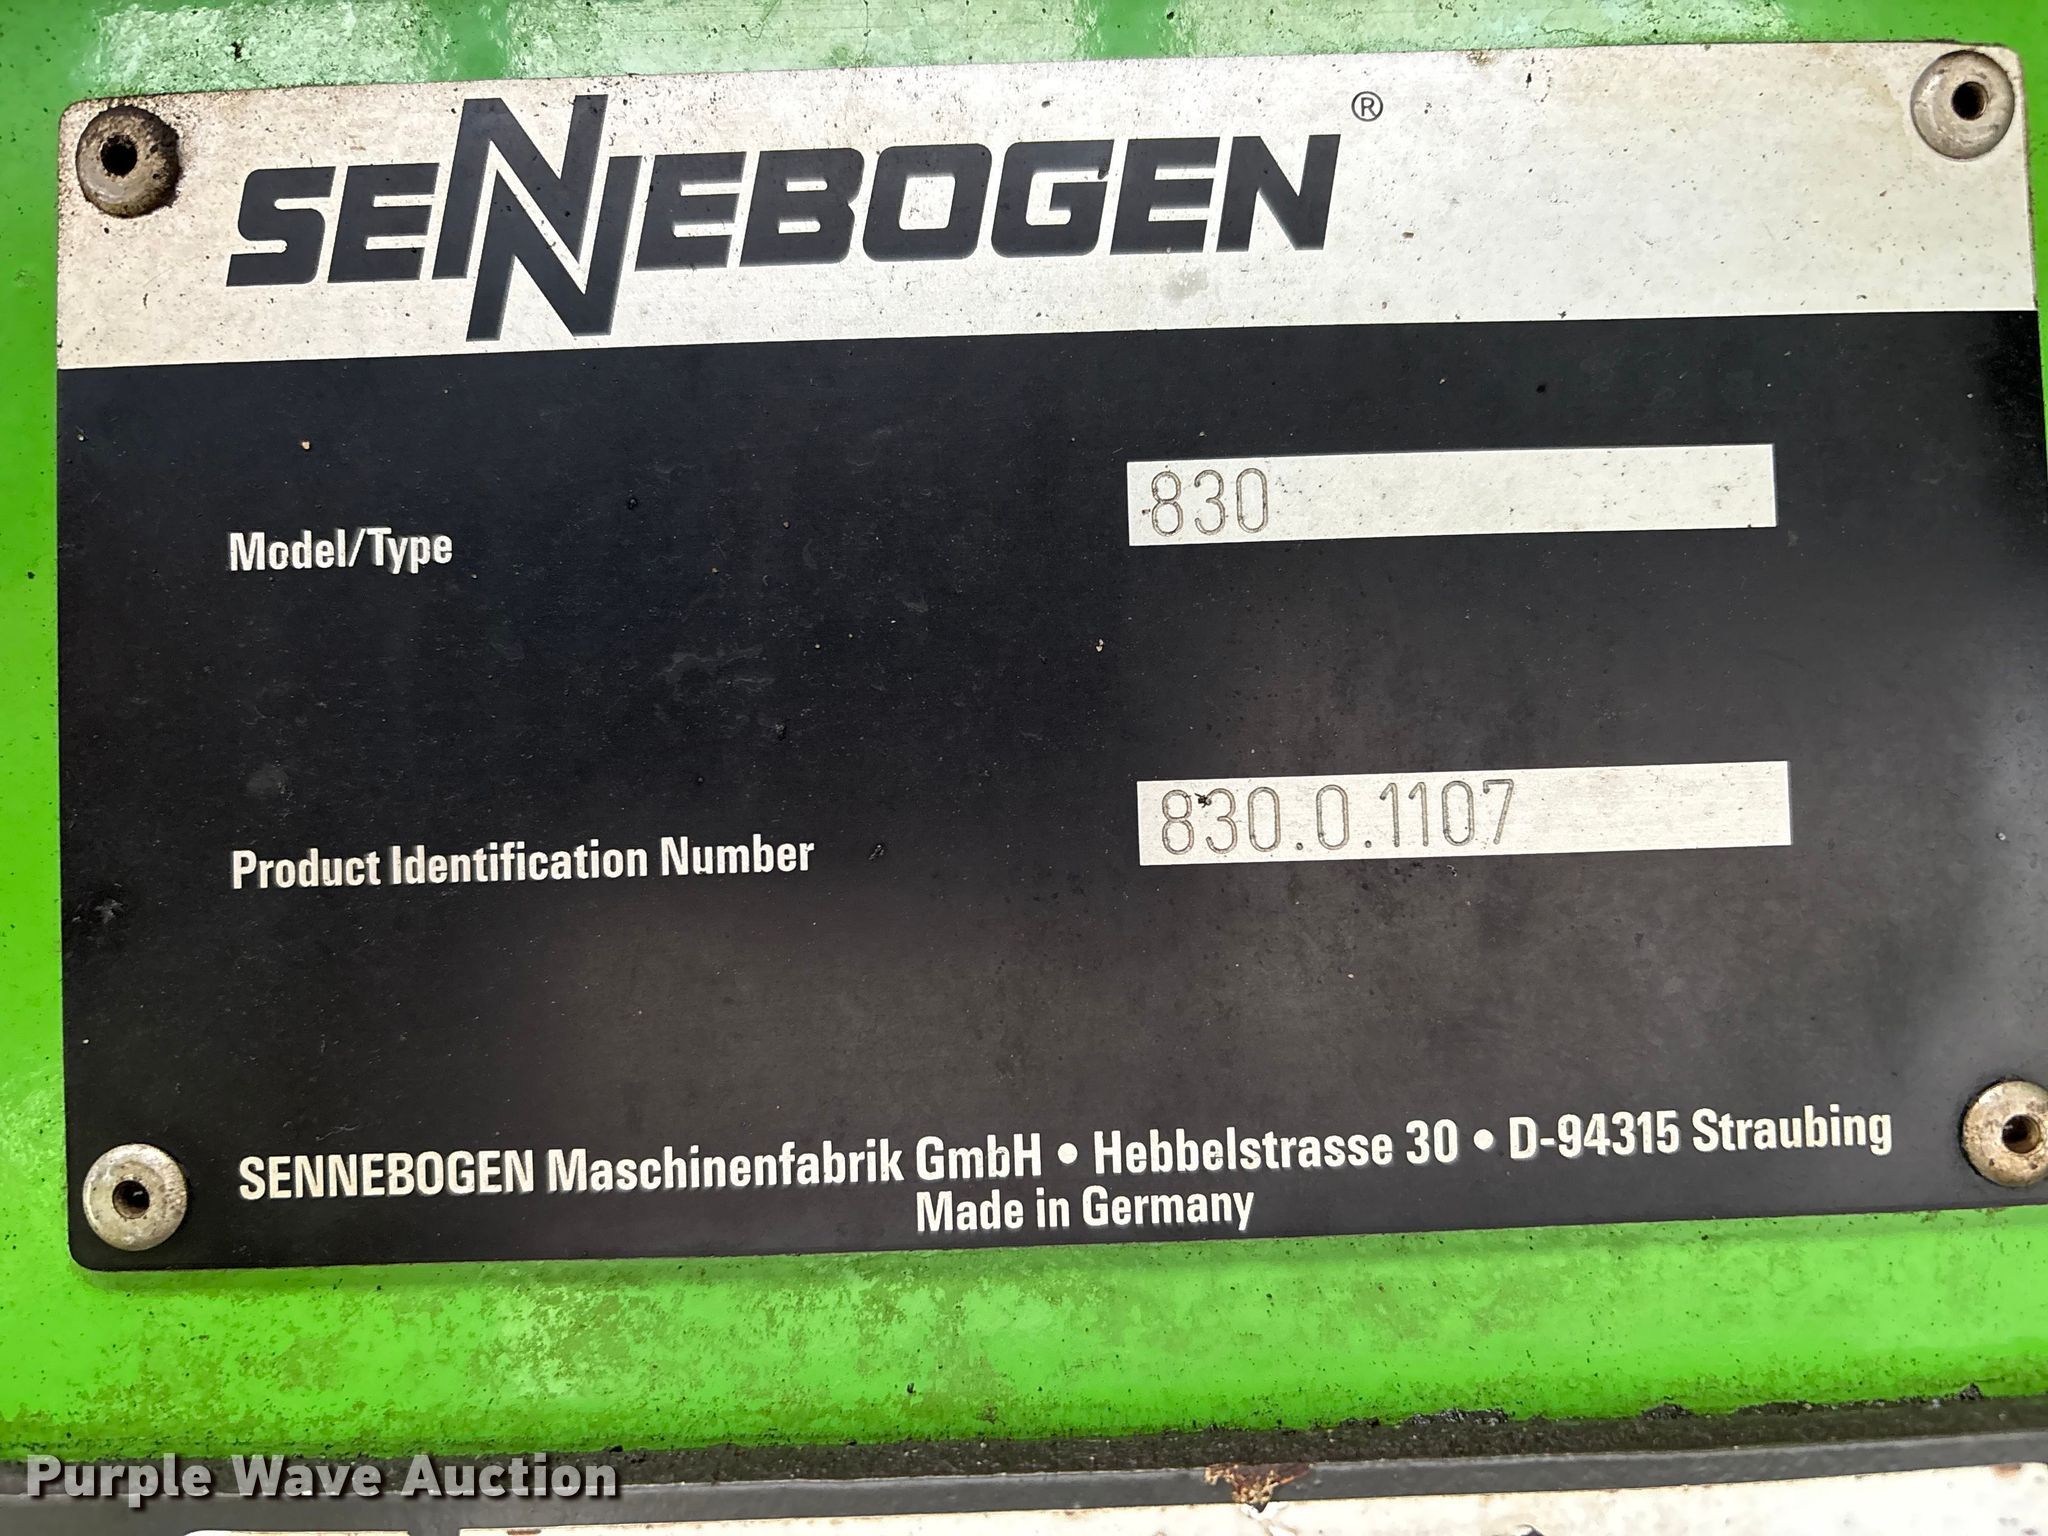 SENNEBOGEN®
Model/Type 830
Product Identification Number 830.0.1107
SENNEBOGEN Maschinenfabrik GmbH • Hebbelstrasse 30 • D-94315 Straubing
Made in Germany
Purple Wave Auction